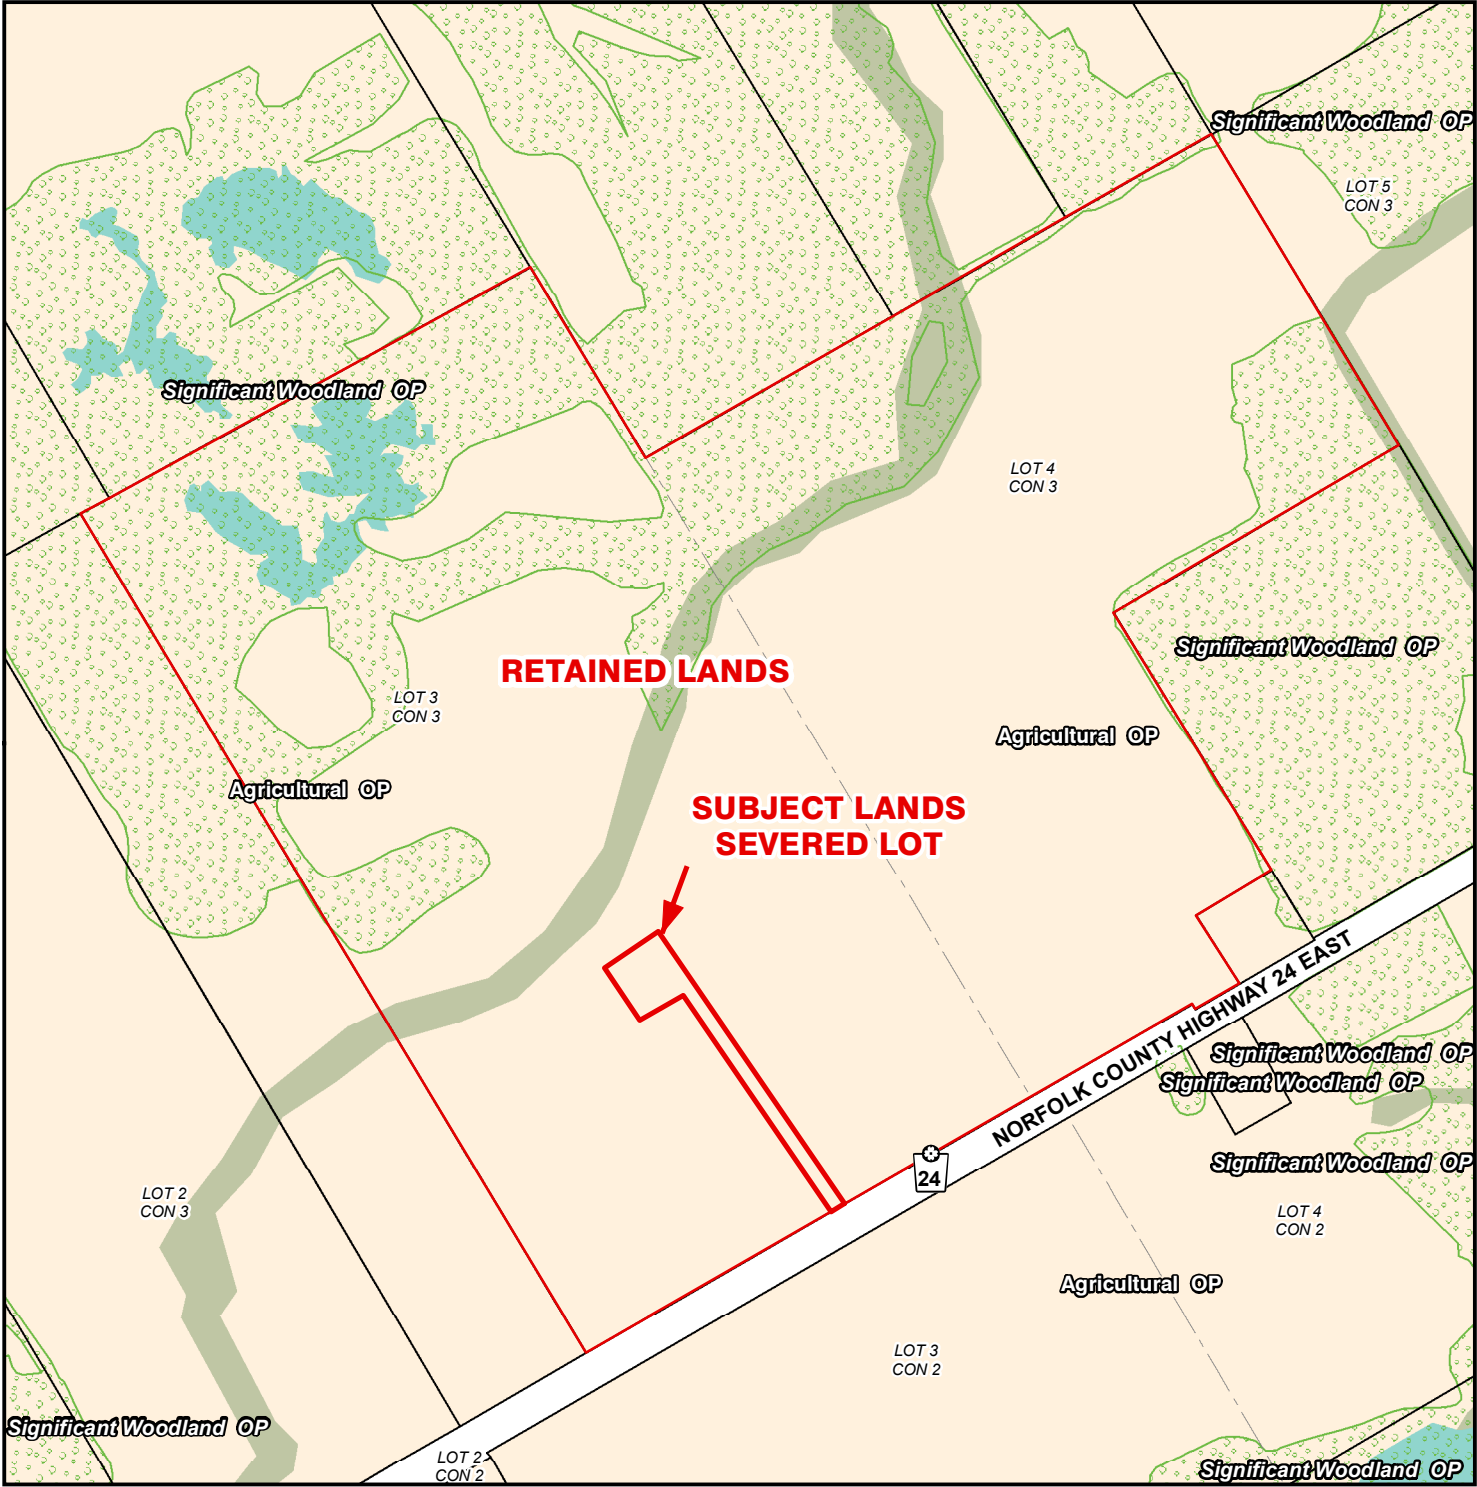 Significant Woodland OP
LOT 5
CON 3
Significant Woodland OP
LOT 4
CON 3
Significant Woodland OP
RETAINED LANDS
LOT 3
CON 3
Agricultural OP
Agricultural OP
SUBJECT LANDS
SEVERED LOT
NORFOLK COUNTY HIGHWAY 24 EAST
Significant Woodland OP
Significant Woodland OP
24
Significant Woodland OP
LOT 2
CON 3
LOT 4
CON 2
Agricultural OP
LOT 3
CON 2
Significant Woodland OP
LOT 2
CON 2
Significant Woodland OP